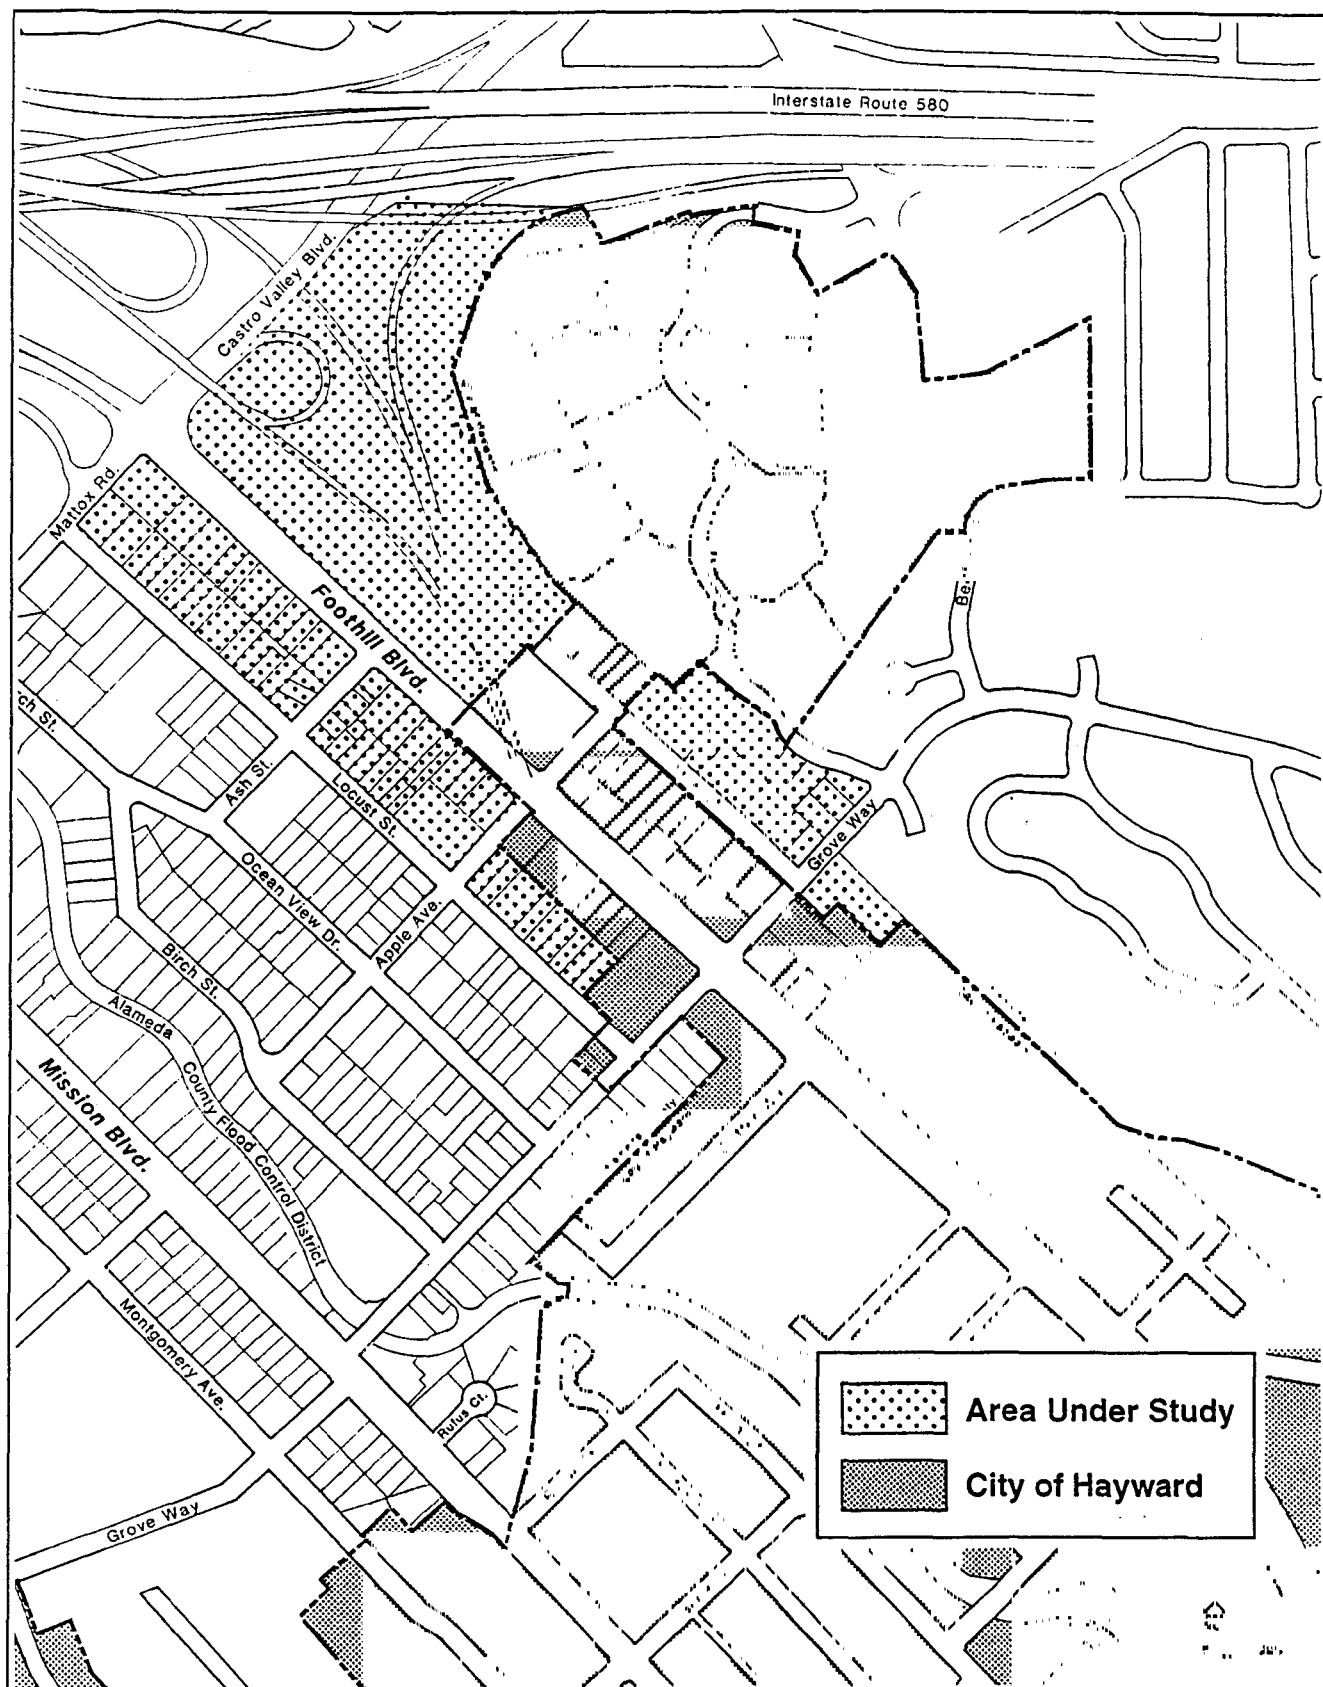 Interstate Route 580
Castro Valley Blvd.
Mattox Rd.
Foothill Blvd.
ch St.
Ash St.
Locust St.
Grove Way
Ocean View Dr.
Apple Ave.
Birch St.
Alameda
County Flood Control District
Mission Blvd.
Montgomery Ave.
Rufus Ct.
Grove Way
Area Under Study
City of Hayward